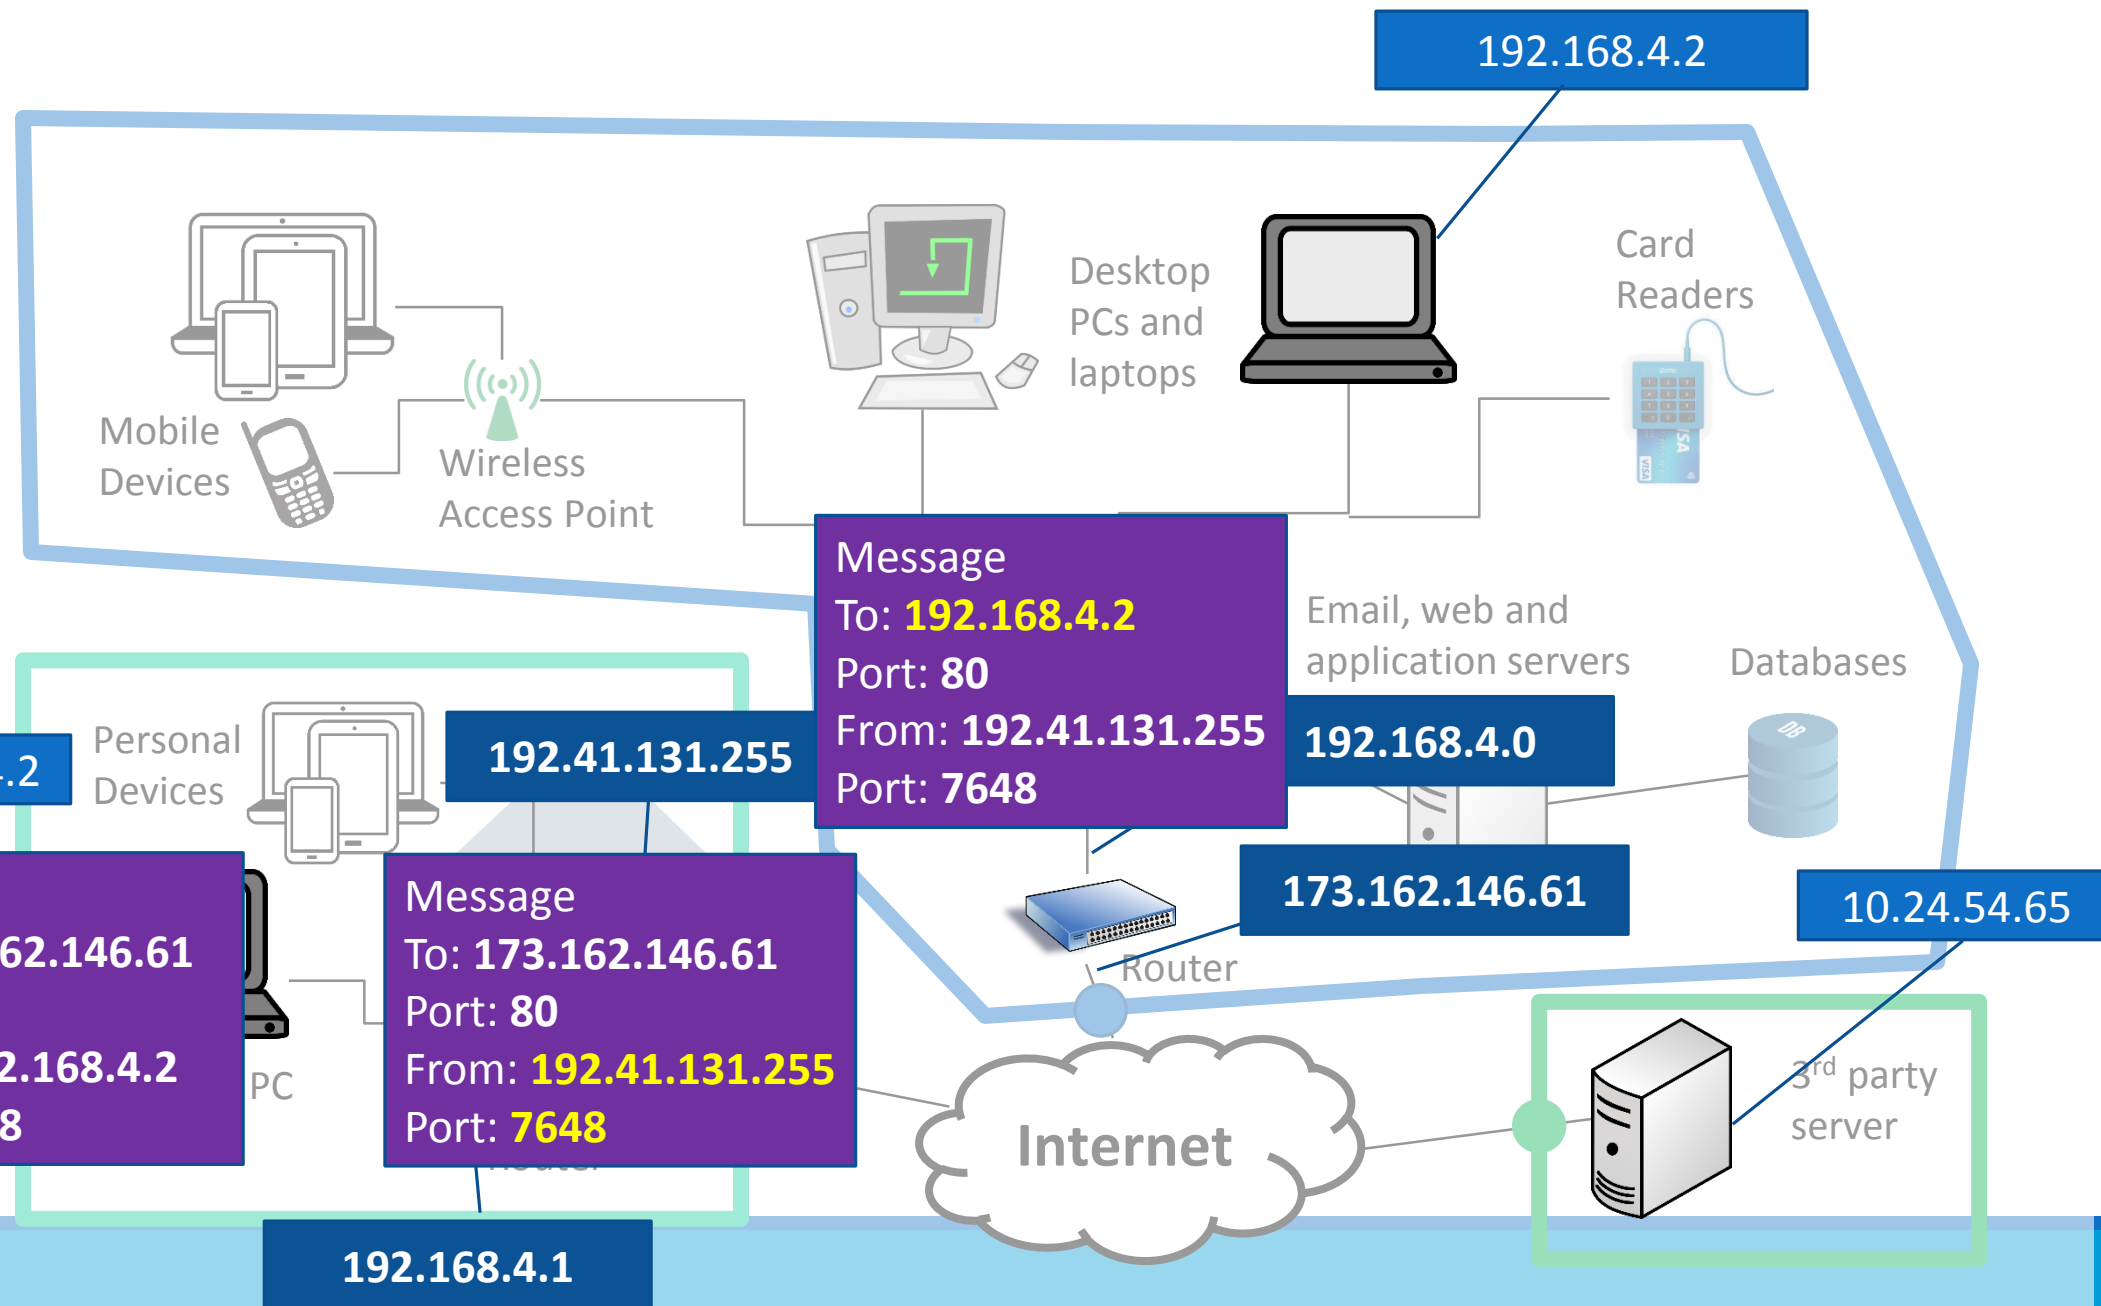 192.168.4.2
Card
Readers
Desktop
PCs and
laptops
Mobile
Devices
Wireless
Access Point
Message
To: 192.168.4.2
Port: 80
From: 192.41.131.255
Port: 7648
Email, web and
application servers
Databases
DB
VISA
VISA
.2
Personal
Devices
192.41.131.255
192.168.4.0
62.146.61
2.168.4.2
8
PC
Message
To: 173.162.146.61
Port: 80
From: 192.41.131.255
Port: 7648
Router
173.162.146.61
10.24.54.65
Router
Internet
3rd party
server
192.168.4.1